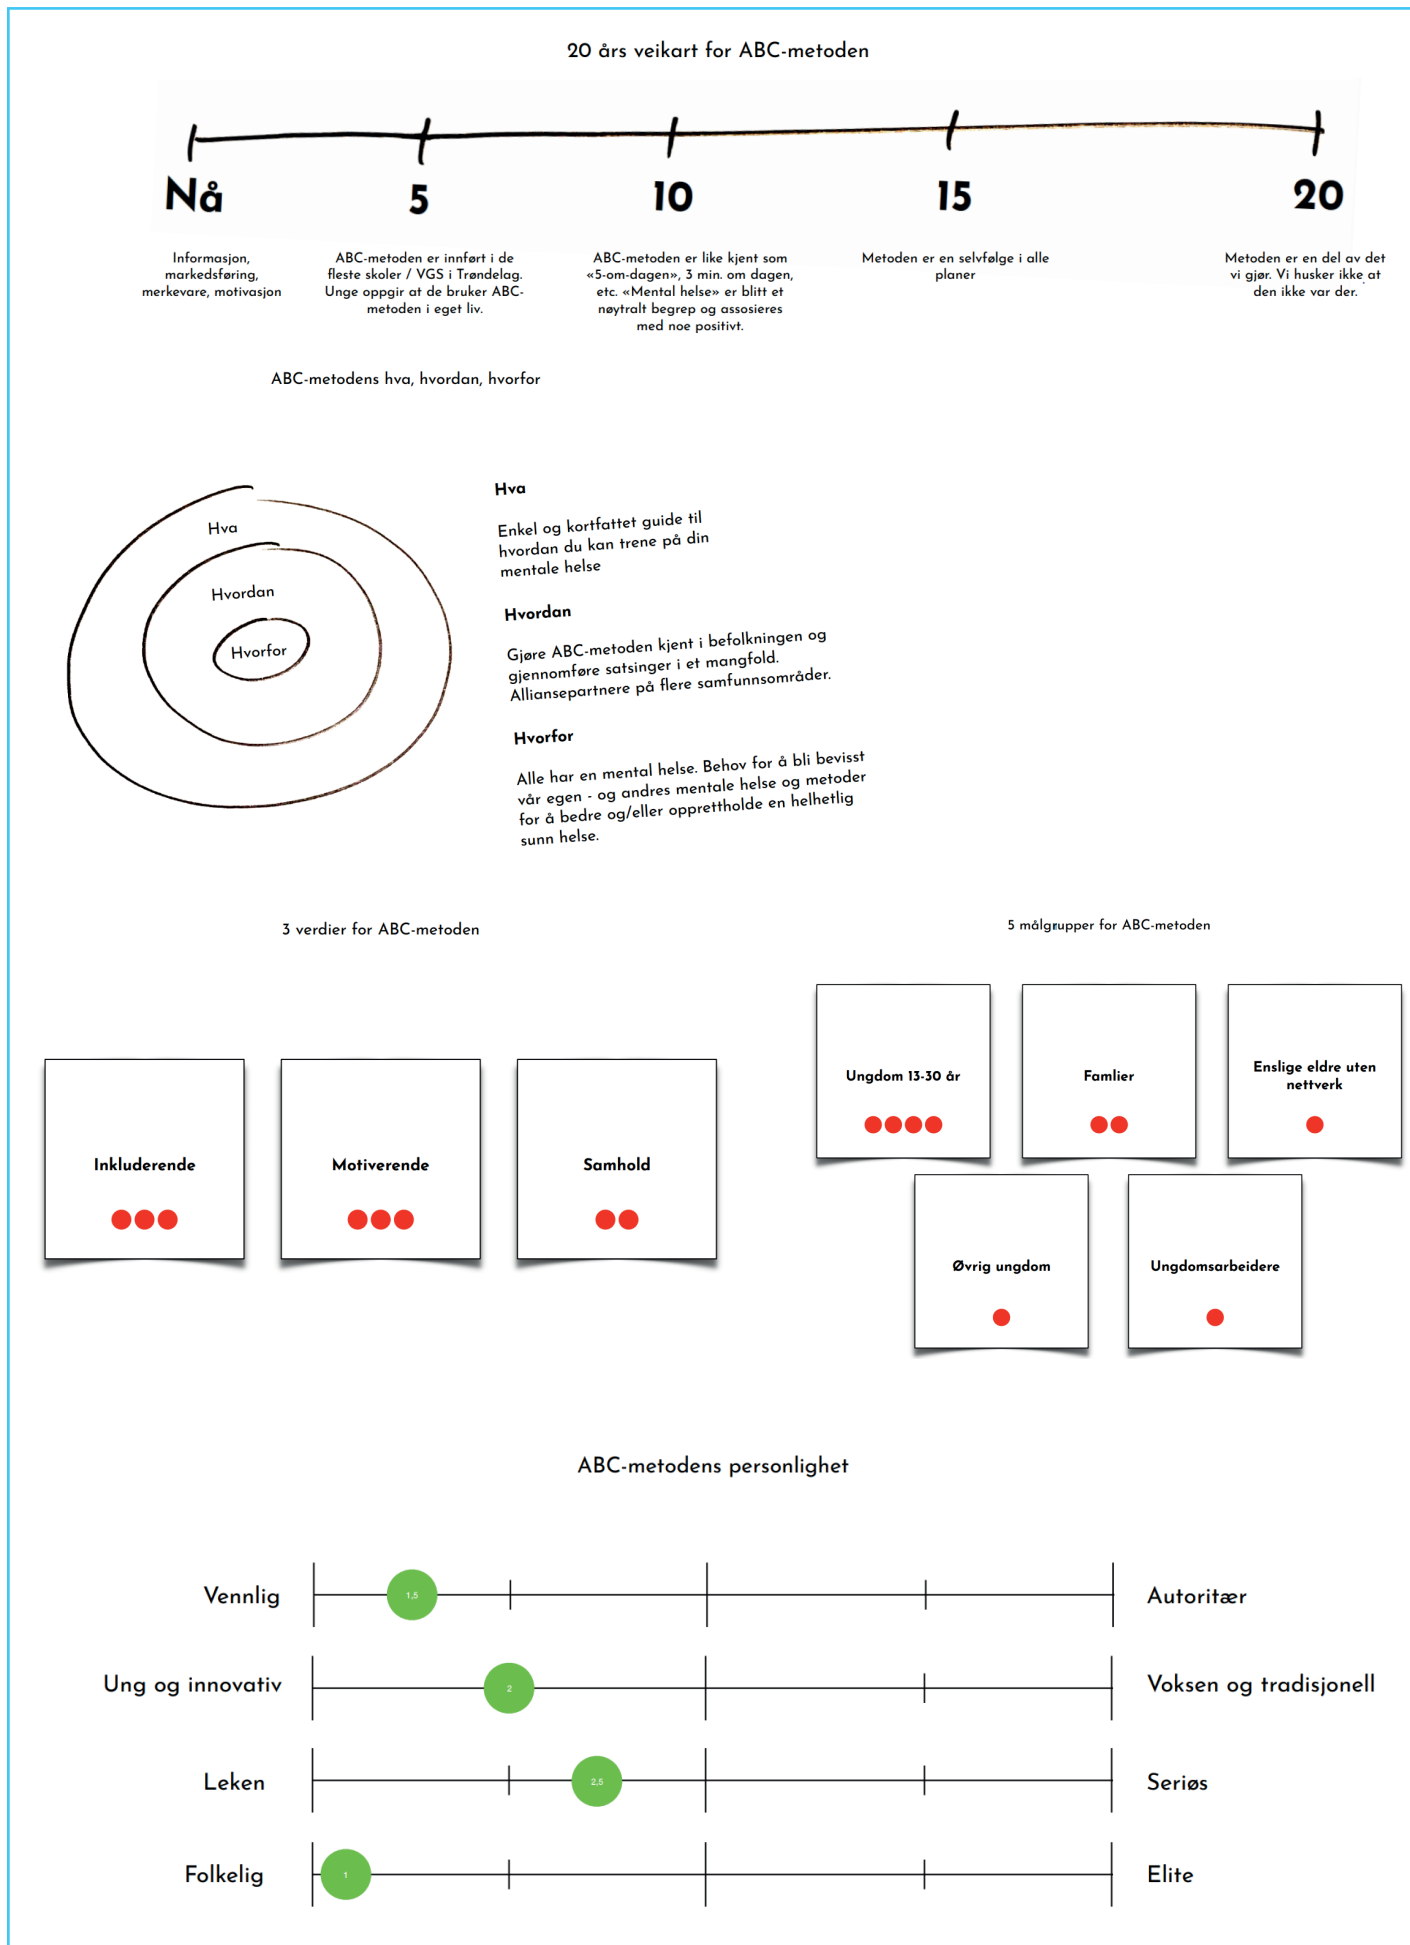 20 års veikart for ABC-metoden
Nå
5
10
15
20
Informasjon,
markedsføring,
merkevare, motivasjon
ABC-metoden er innført i de
fleste skoler / VGS i Trøndelag.
Unge oppgir at de bruker ABC-
metoden i eget liv.
ABC-metoden er like kjent som
«5-om-dagen», 3 min. om dagen,
etc. «Mental helse» er blitt et
nøytralt begrep og assosieres
med noe positivt.
Metoden er en selvfølge i alle
planer
Metoden er en del av det
vi gjør. Vi husker ikke at
den ikke var der.
ABC-metodens hva, hvordan, hvorfor
Hva
Hvordan
Hvorfor
Hva
Enkel og kortfattet guide til
hvordan du kan trene på din
mentale helse
Hvordan
Gjøre ABC-metoden kjent i befolkningen og
gjennomføre satsinger i et mangfold.
Alliansepartnere på flere samfunnsområder.
Hvorfor
Alle har en mental helse. Behov for å bli bevisst
vår egen - og andres mentale helse og metoder
for å bedre og/eller opprettholde en helhetlig
sunn helse.
3 verdier for ABC-metoden
Inkluderende
Motiverende
Samhold
5 målgrupper for ABC-metoden
Ungdom 13-30 år
Famlier
Enslige eldre uten
nettverk
Øvrig ungdom
Ungdomsarbeidere
ABC-metodens personlighet
Vennlig
1,5
Autoritær
Ung og innovativ
2
Voksen og tradisjonell
Leken
2,5
Seriøs
Folkelig
1
Elite